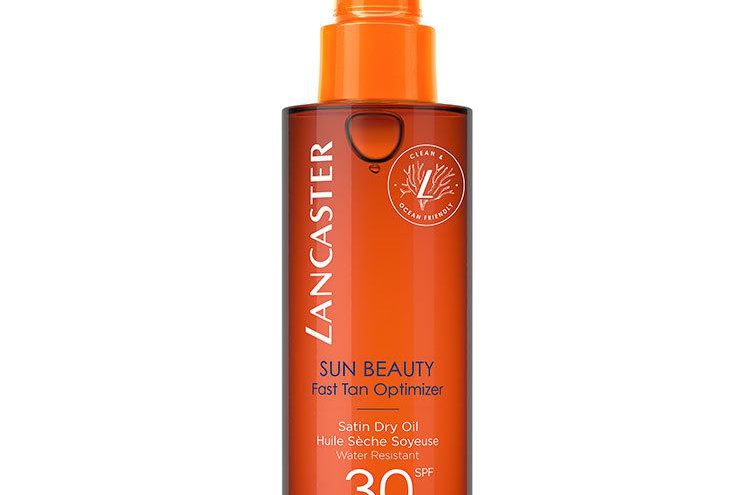 LANCASTER
CLEAN &
L
OCEAN FRIENDLY
SUN BEAUTY
Fast Tan Optimizer
Satin Dry Oil
Huile Sèche Soyeuse
Water Resistant
30 SPF